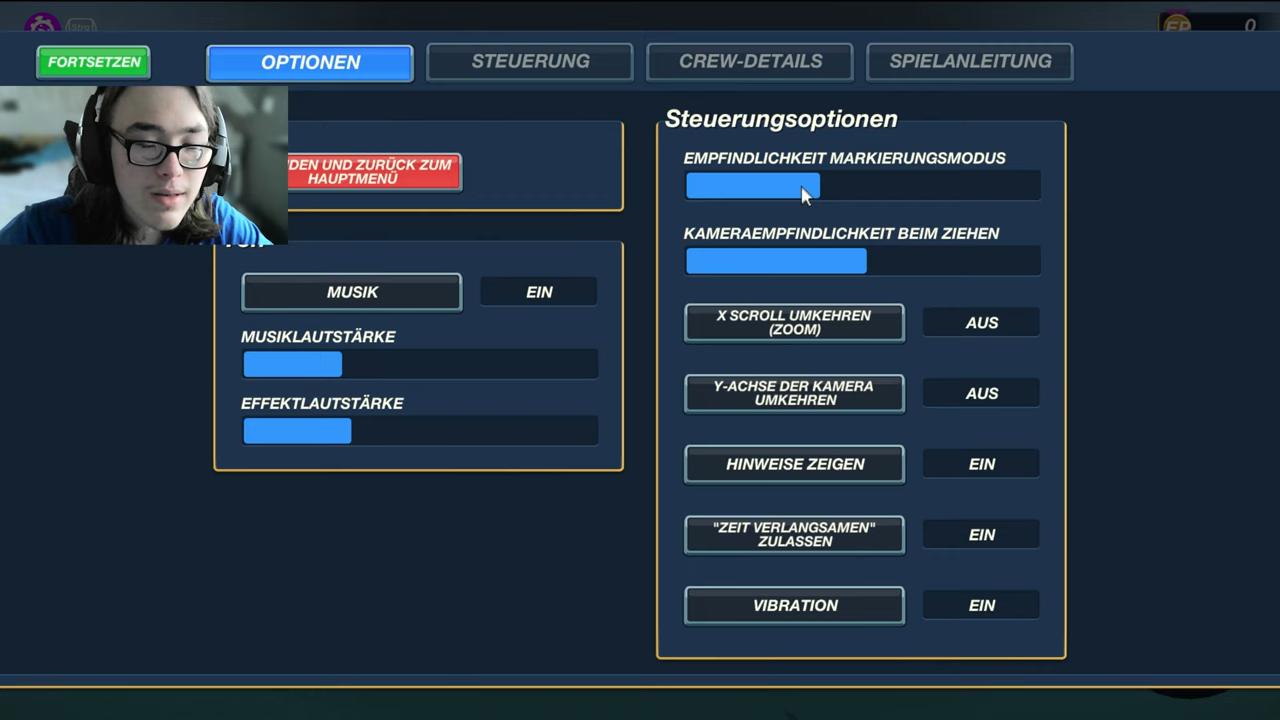 Strg
EP 0
FORTSETZEN
OPTIONEN
STEUERUNG
CREW-DETAILS
SPIELANLEITUNG
UND ZURÜCK ZUM
HAUPTMENÜ
MUSIK
EIN
MUSIKLAUTSTÄRKE
EFFEKTLAUTSTÄRKE
Steuerungsoptionen
EMPFINDLICHKEIT MARKIERUNGSMODUS
KAMERAEMPFINDLICHKEIT BEIM ZIEHEN
X SCROLL UMKEHREN
(ZOOM)
AUS
Y-ACHSE DER KAMERA
UMKEHREN
AUS
HINWEISE ZEIGEN
EIN
"ZEIT VERLANGSAMEN"
ZULASSEN
EIN
VIBRATION
EIN